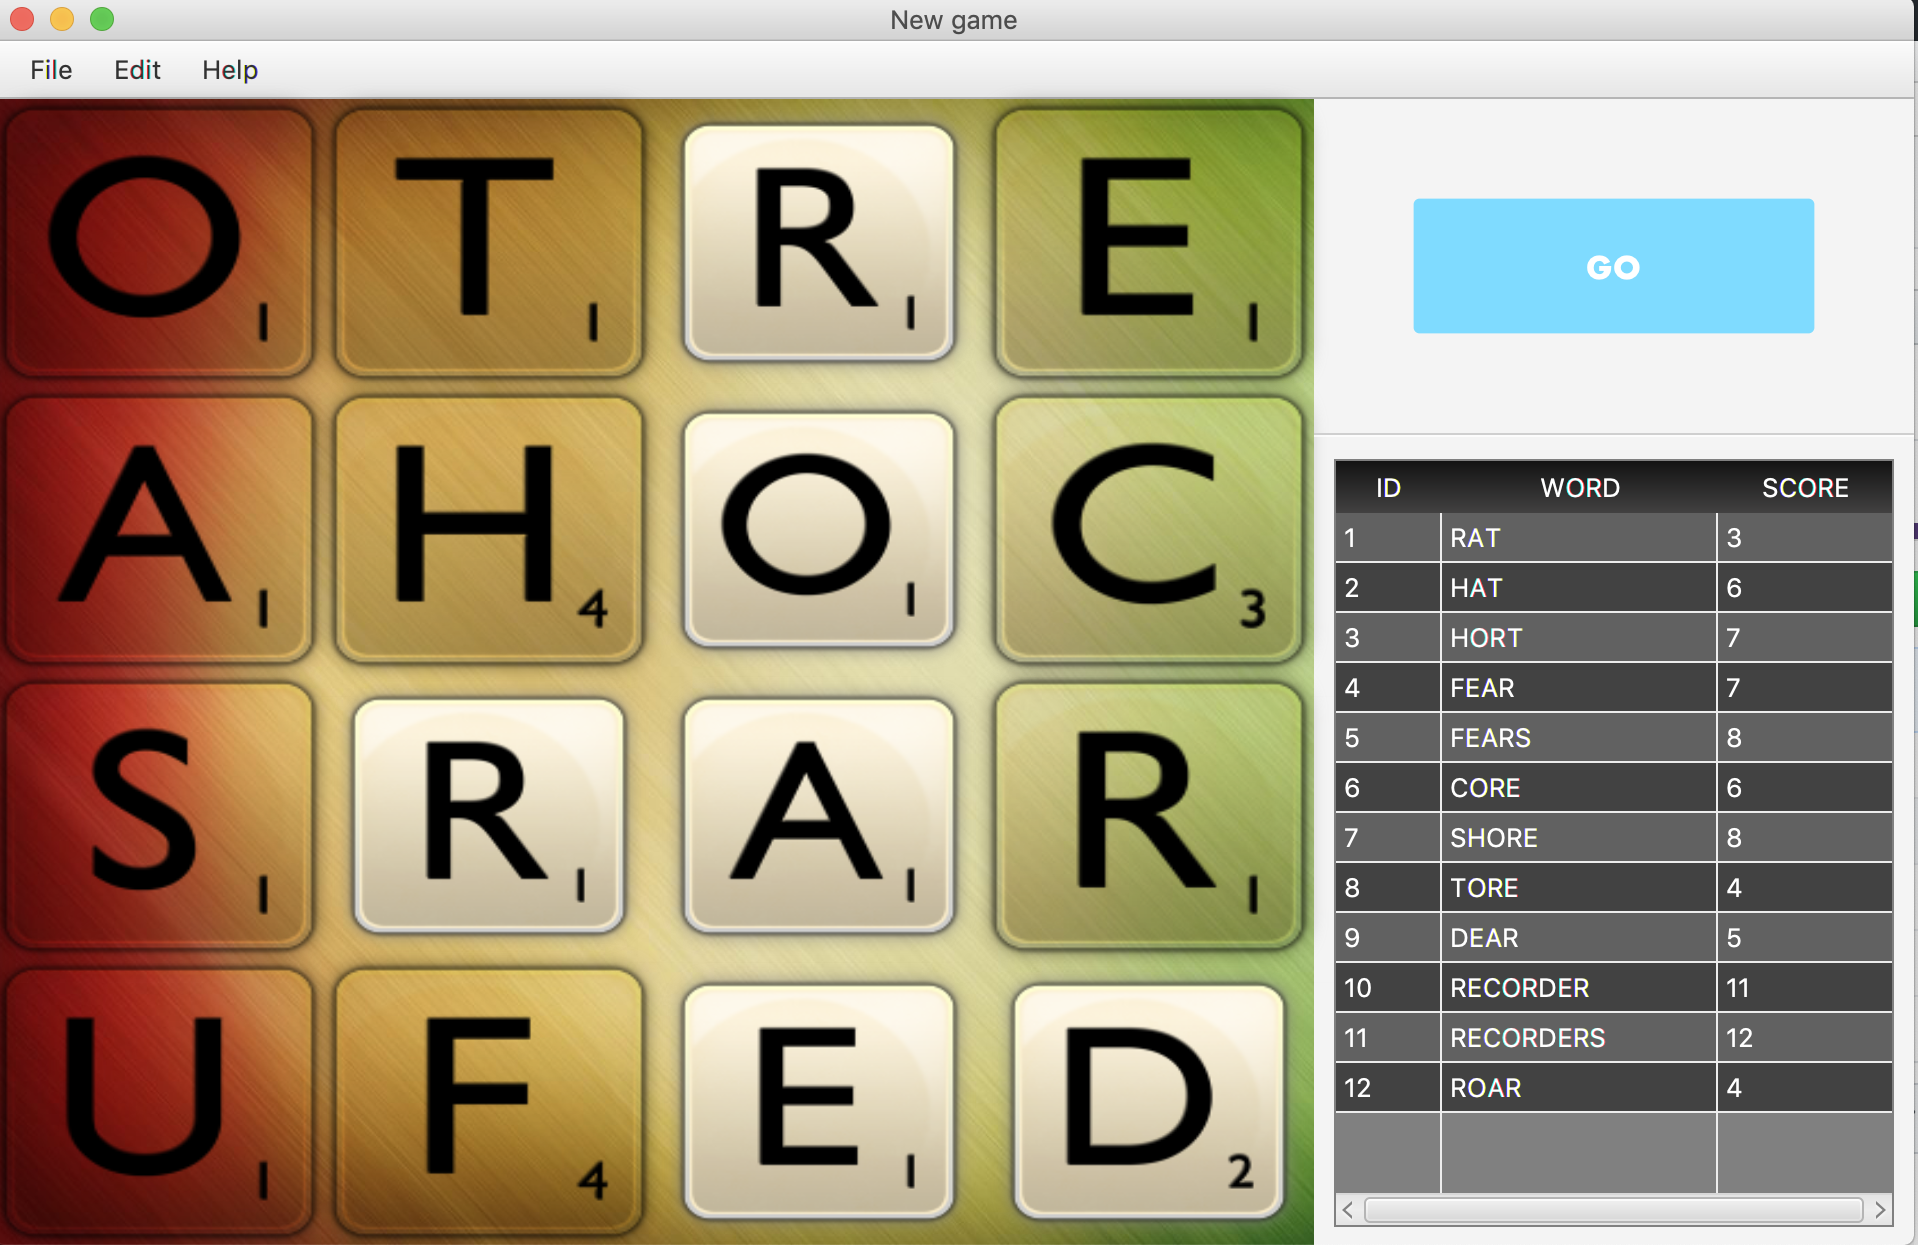 New game
File Edit Help
O 1 T 1 R 1 E 1
A 1 H 4 O 1 C 3
S 1 R 1 A 1 R 1
U 1 F 4 E 1 D 2
GO
ID WORD SCORE
1 RAT 3
2 HAT 6
3 HORT 7
4 FEAR 7
5 FEARS 8
6 CORE 6
7 SHORE 8
8 TORE 4
9 DEAR 5
10 RECORDER 11
11 RECORDERS 12
12 ROAR 4